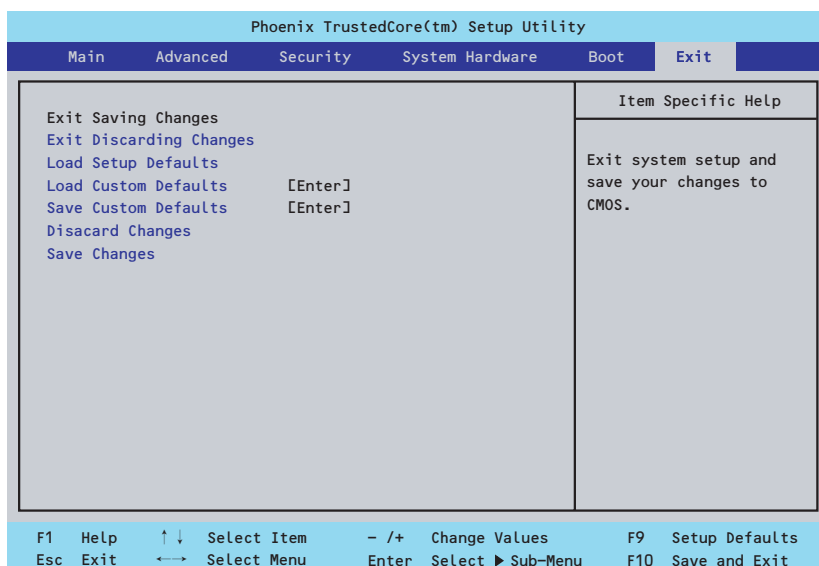 Phoenix TrustedCore(tm) Setup Utility
Main Advanced Security System Hardware Boot Exit
Item Specific Help
Exit Saving Changes
Exit Discarding Changes
Load Setup Defaults
Load Custom Defaults [Enter]
Save Custom Defaults [Enter]
Disacard Changes
Save Changes
Exit system setup and
save your changes to
CMOS.
F1 Help ↑↓ Select Item - /+ Change Values F9 Setup Defaults
Esc Exit ←→ Select Menu Enter Select ▶ Sub-Menu F10 Save and Exit